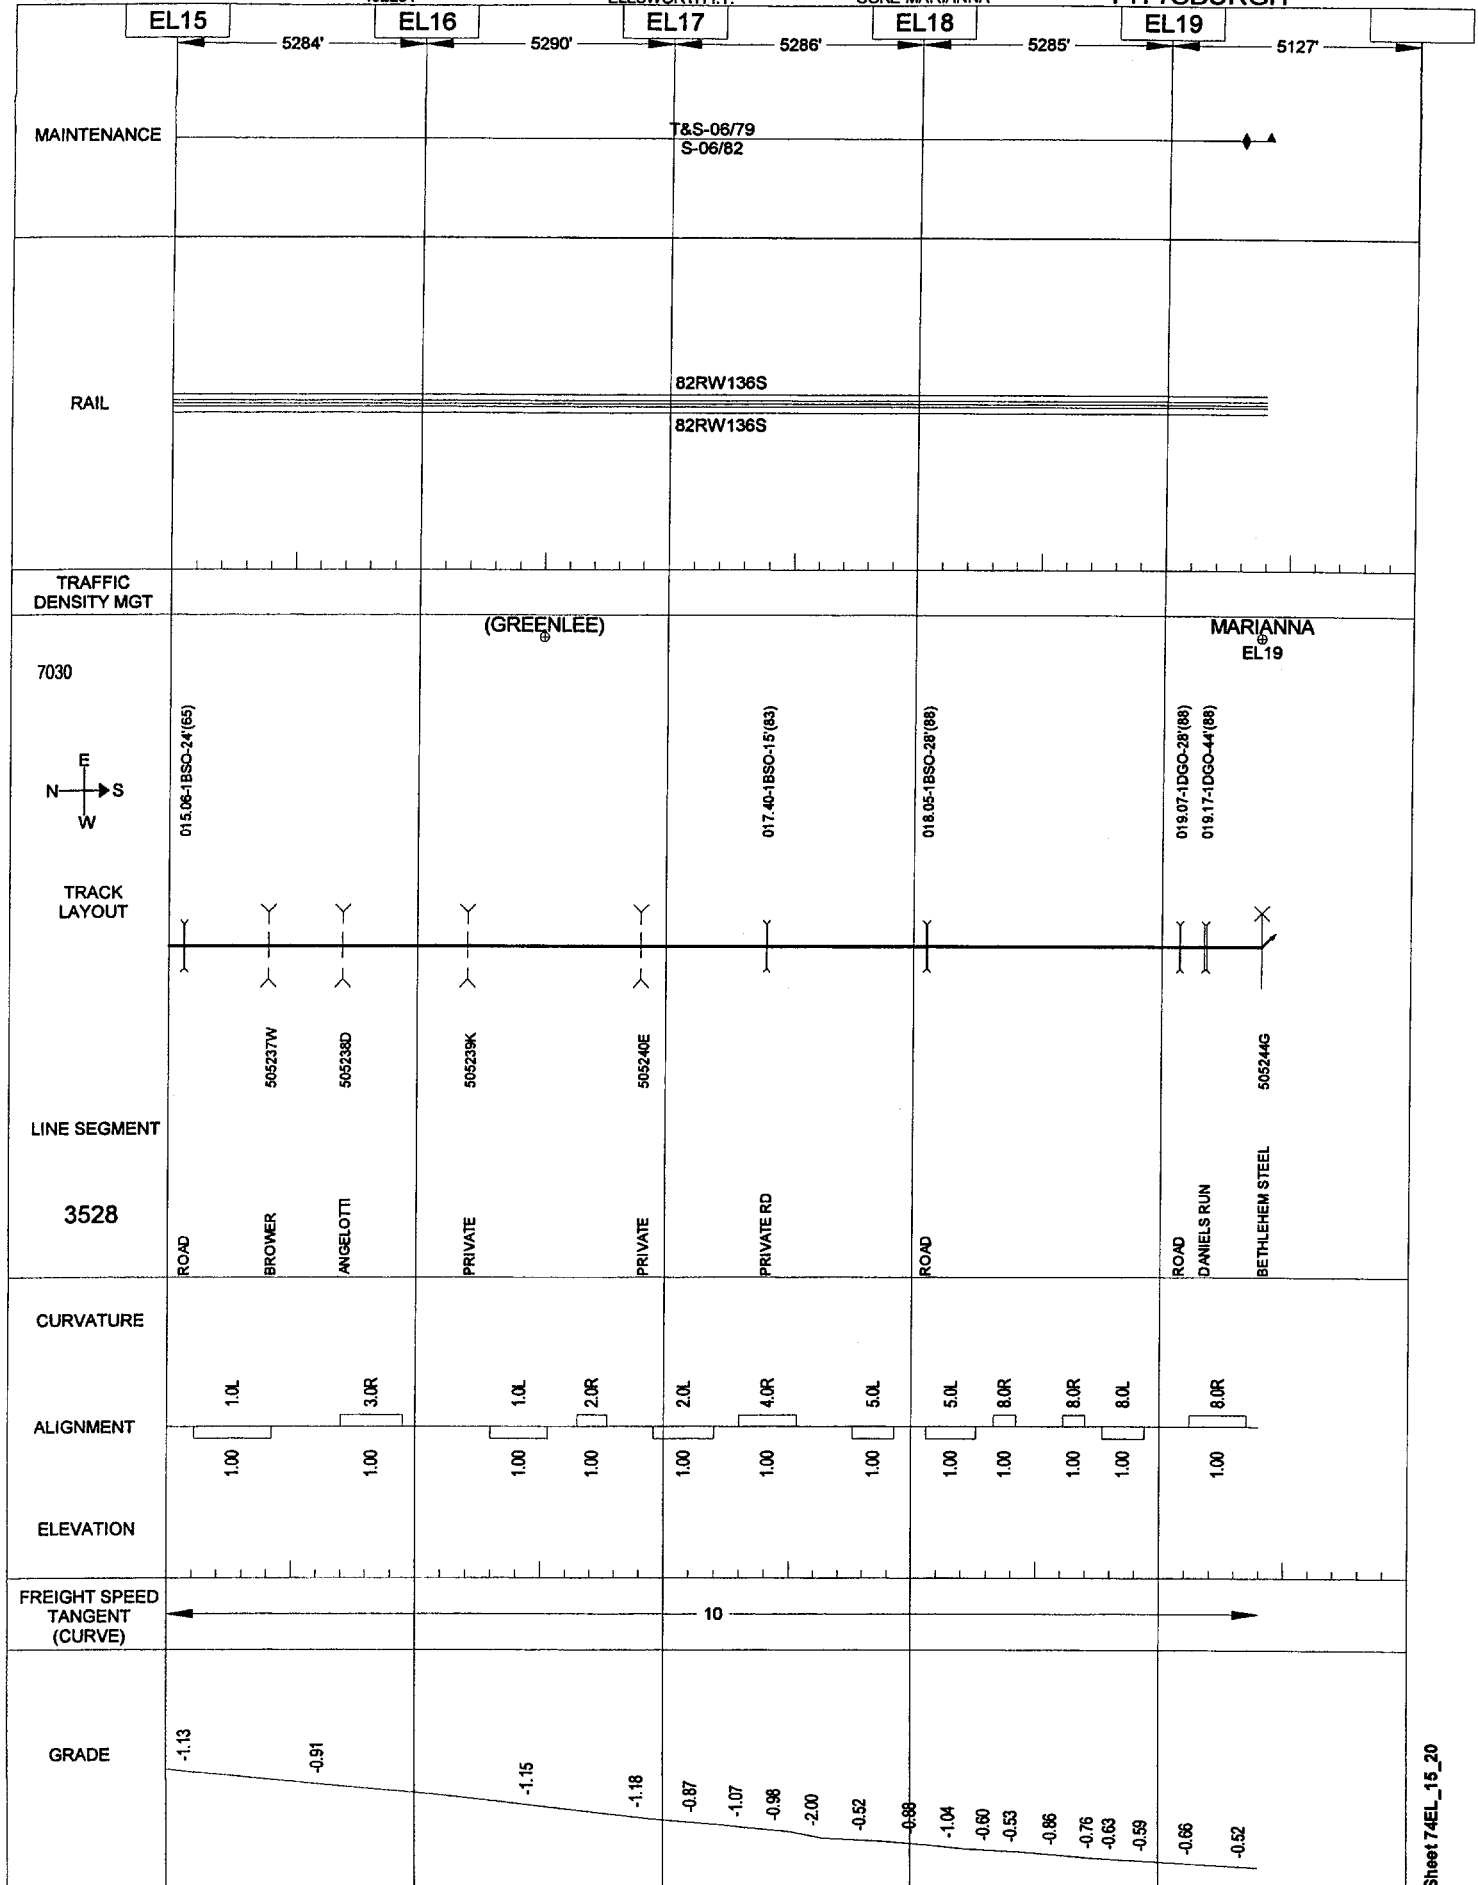 EL15 EL16 EL17 EL18 EL19
5284' 5290' 5286' 5285' 5127'
MAINTENANCE
T&S-06/79
S-06/82
RAIL
82RW136S
82RW136S
TRAFFIC
DENSITY MGT
(GREENLEE)
MARIANNA
EL19
7030
E
N S
W
015.06-1BSO-24'(65)
017.40-1BSO-15'(83)
018.05-1BSO-28'(88)
019.07-1DGO-28'(88)
019.17-1DGO-44'(88)
TRACK
LAYOUT
505237W
505238D
505239K
505240E
505244G
LINE SEGMENT
3528
ROAD
BROWER
ANGELOTTI
PRIVATE
PRIVATE
PRIVATE RD
ROAD
ROAD
DANIELS RUN
BETHLEHEM STEEL
CURVATURE
1.0L 3.0R 1.0L 2.0R 2.0L 4.0R 5.0L 5.0L 8.0R 8.0R 8.0L 8.0R
ALIGNMENT
1.00 1.00 1.00 1.00 1.00 1.00 1.00 1.00 1.00 1.00 1.00 1.00
ELEVATION
FREIGHT SPEED
TANGENT
(CURVE)
10
GRADE
-1.13 -0.91 -1.15 -1.18 -0.87 -1.07 -0.98 -2.00 -0.52 -0.88 -1.04 -0.60 -0.53 -0.86 -0.76 -0.63 -0.59 -0.66 -0.52
Sheet 74EL_15_20